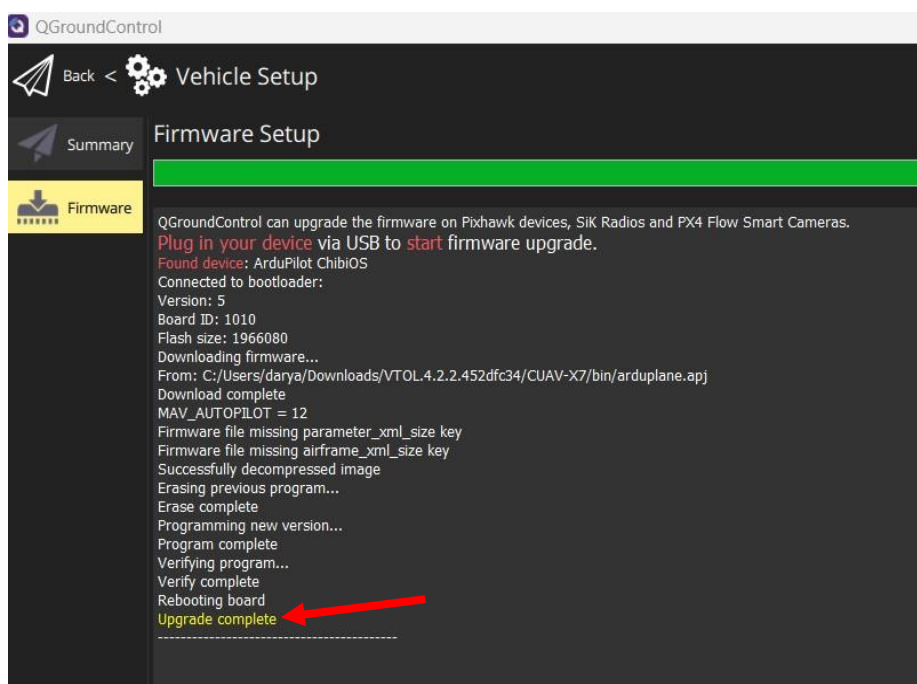 QGroundControl
Back < Vehicle Setup
Summary
Firmware
Firmware Setup
QGroundControl can upgrade the firmware on Pixhawk devices, SiK Radios and PX4 Flow Smart Cameras.
Plug in your device via USB to start firmware upgrade.
Found device: ArduPilot ChibiOS
Connected to bootloader:
Version: 5
Board ID: 1010
Flash size: 1966080
Downloading firmware...
From: C:/Users/darya/Downloads/VTOL.4.2.2.452dfc34/CUAV-X7/bin/arduplane.apj
Download complete
MAV_AUTOPILOT = 12
Firmware file missing parameter_xml_size key
Firmware file missing airframe_xml_size key
Successfully decompressed image
Erasing previous program...
Erase complete
Programming new version...
Program complete
Verifying program...
Verify complete
Rebooting board
Upgrade complete
------------------------------------------